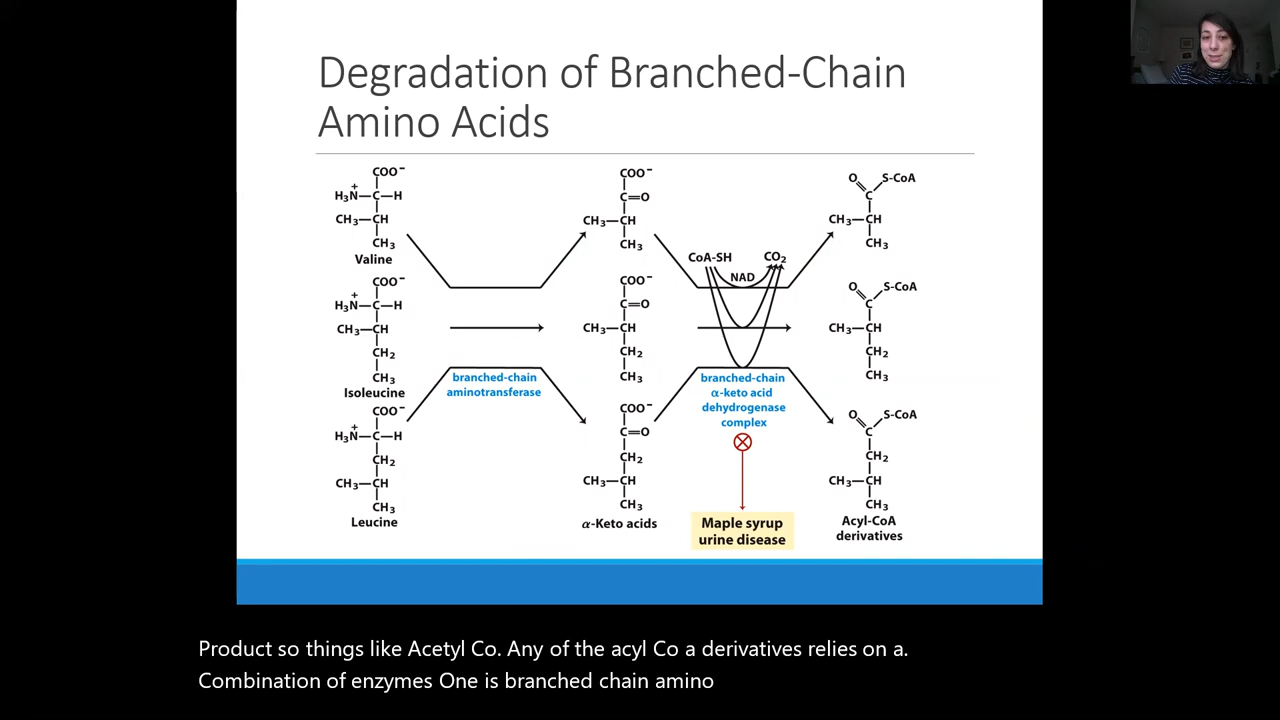 Degradation of Branched-Chain
Amino Acids
COO⁻
H₃N⁺—C—H
CH₃—CH
CH₃
Valine
COO⁻
C=O
CH₃—CH
CH₃
CoA-SH
NAD
CO₂
O
S-CoA
C
CH₃—CH
CH₃
COO⁻
H₃N⁺—C—H
CH₃—CH
CH₂
CH₃
Isoleucine
COO⁻
C=O
CH₃—CH
CH₂
CH₃
O
S-CoA
C
CH₃—CH
CH₂
CH₃
branched-chain
aminotransferase
branched-chain
α-keto acid
dehydrogenase
complex
COO⁻
H₃N⁺—C—H
CH₂
CH₃—CH
CH₃
Leucine
COO⁻
C=O
CH₂
CH₃—CH
CH₃
α-Keto acids
Maple syrup
urine disease
O
S-CoA
C
CH₂
CH₃—CH
CH₃
Acyl-CoA
derivatives
Product so things like Acetyl Co. Any of the acyl Co a derivatives relies on a.
Combination of enzymes One is branched chain amino